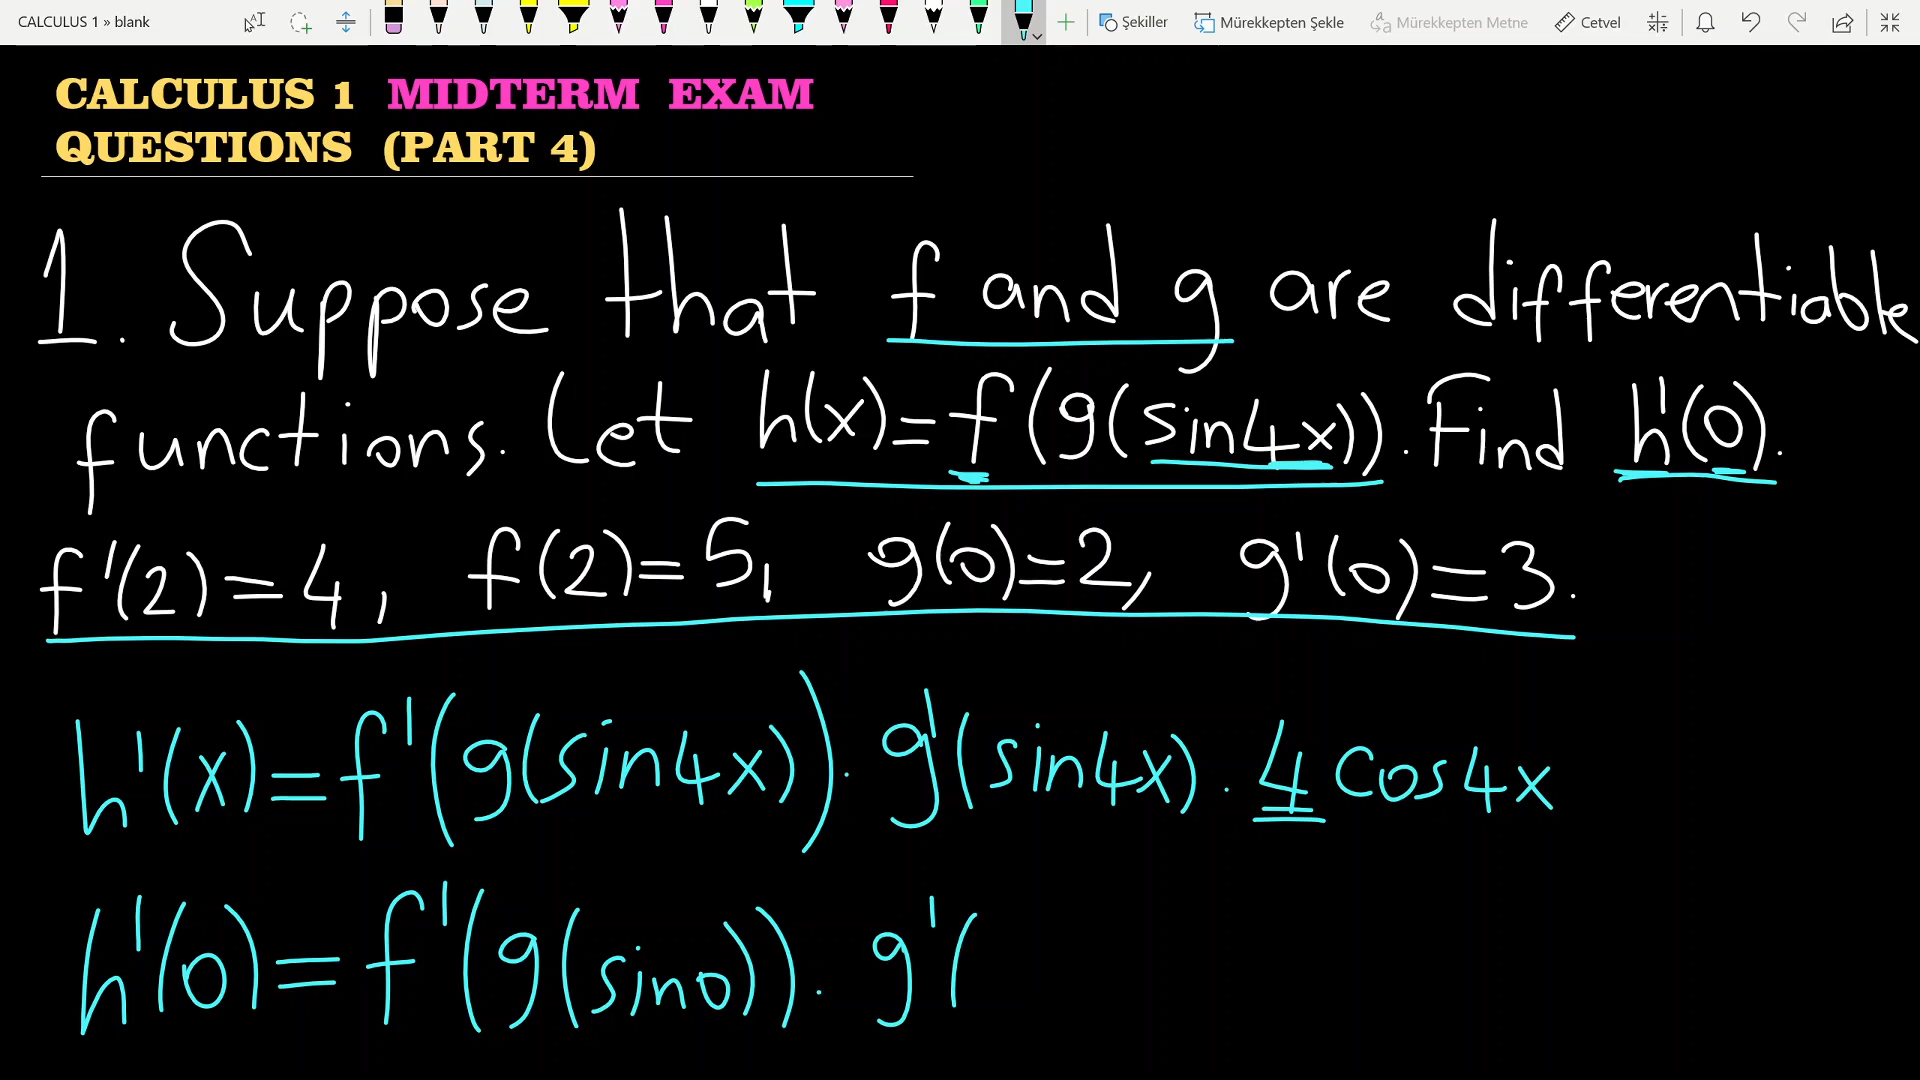 CALCULUS 1 » blank
Şekiller
Mürekkepten Şekle
Mürekkepten Metne
Cetvel
CALCULUS 1 MIDTERM EXAM
QUESTIONS (PART 4)
1. Suppose that f and g are differentiable
functions. Let h(x)=f(g(sin4x)). Find h'(0).
f'(2)=4, f(2)=5, g(0)=2, g'(0)=3.
h'(x)=f'(g(sin4x)). g'(sin4x). 4 cos4x
h'(0)=f'(g(sin0)). g'(